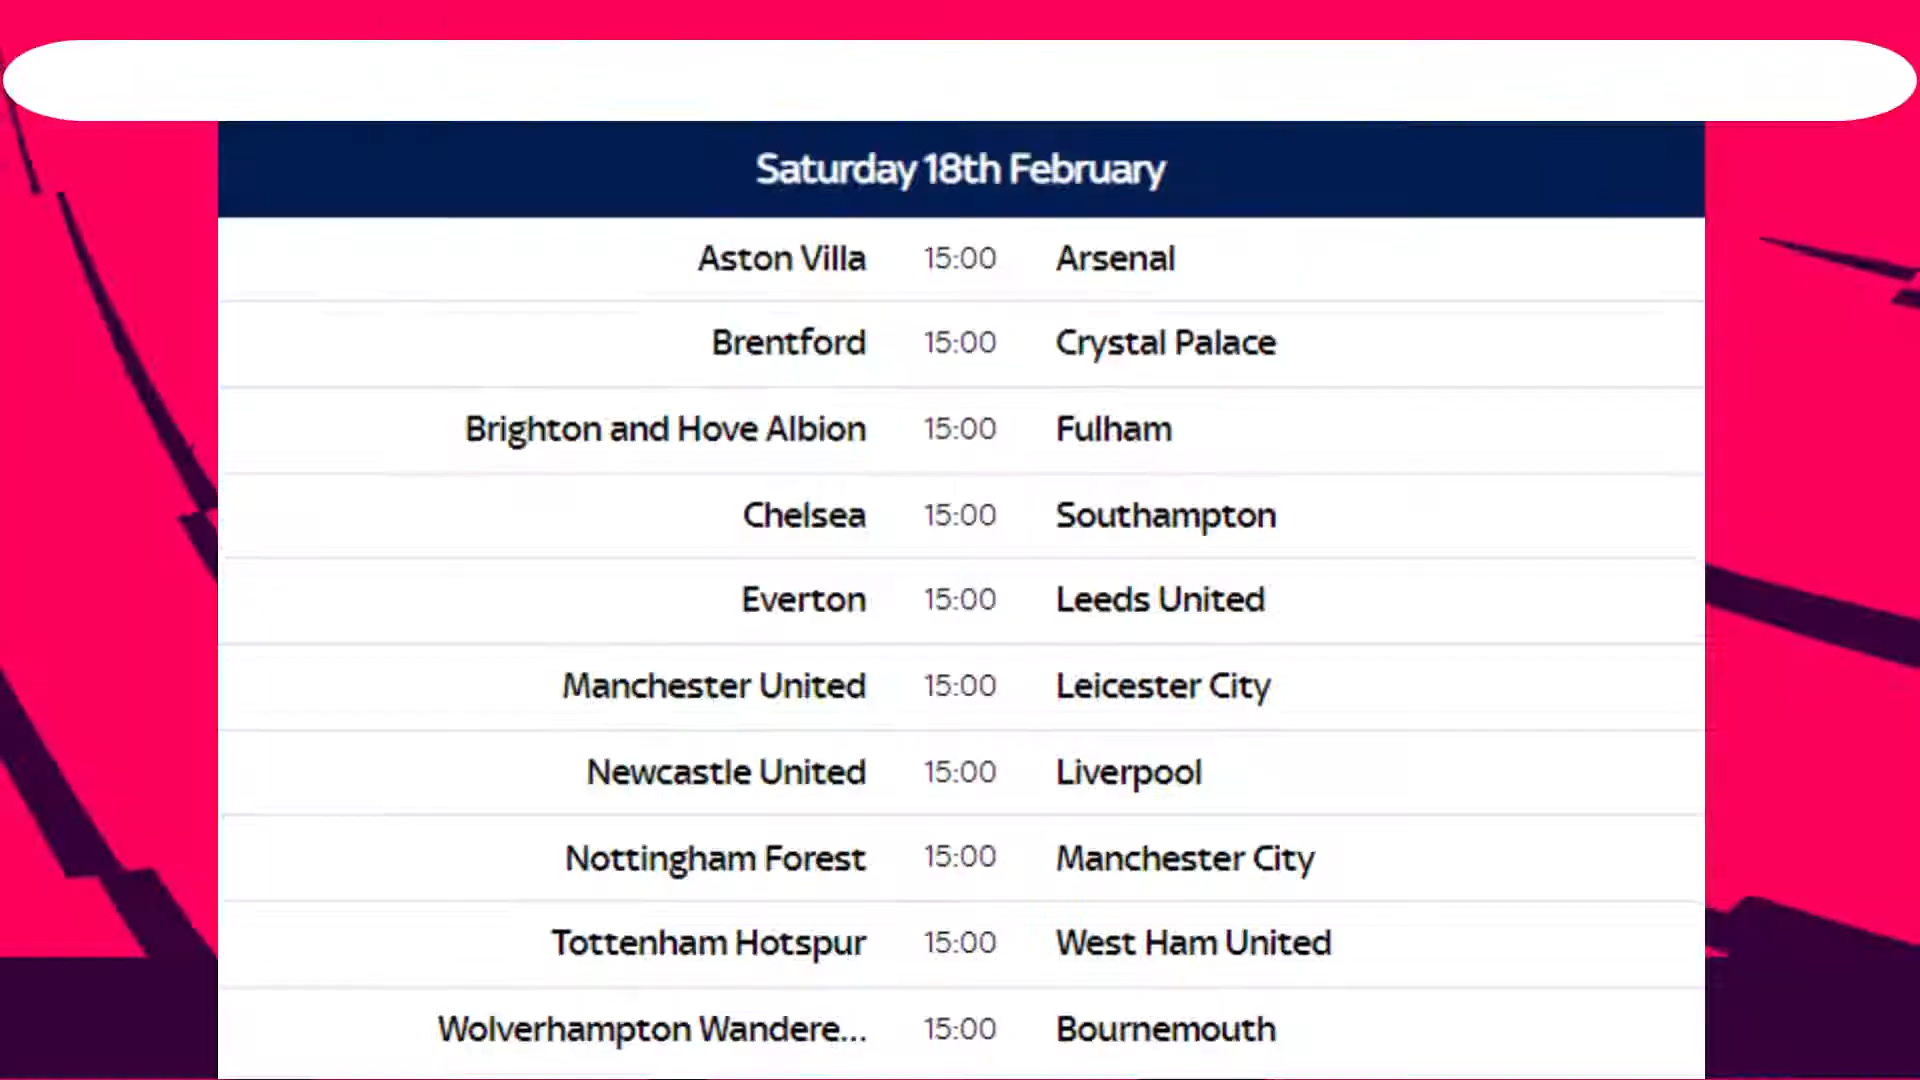 Saturday 18th February
Aston Villa 15:00 Arsenal
Brentford 15:00 Crystal Palace
Brighton and Hove Albion 15:00 Fulham
Chelsea 15:00 Southampton
Everton 15:00 Leeds United
Manchester United 15:00 Leicester City
Newcastle United 15:00 Liverpool
Nottingham Forest 15:00 Manchester City
Tottenham Hotspur 15:00 West Ham United
Wolverhampton Wandere... 15:00 Bournemouth